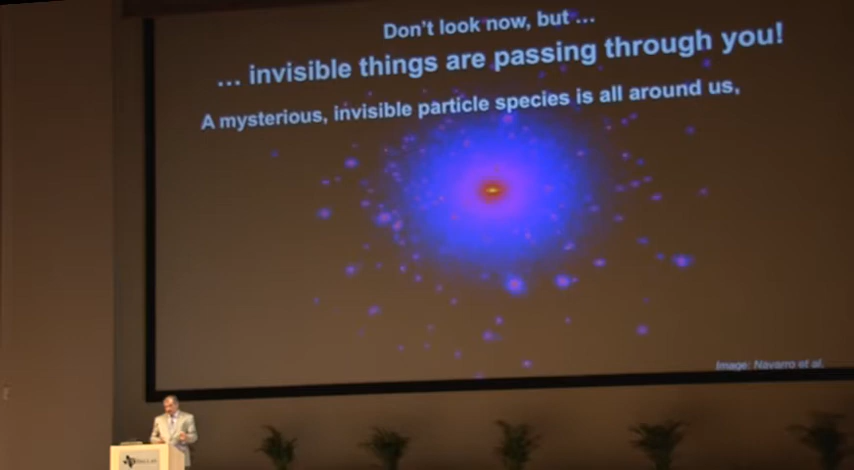 Don't look now, but ...
... invisible things are passing through you!
A mysterious, invisible particle species is all around us,
Image: Navarro et al.